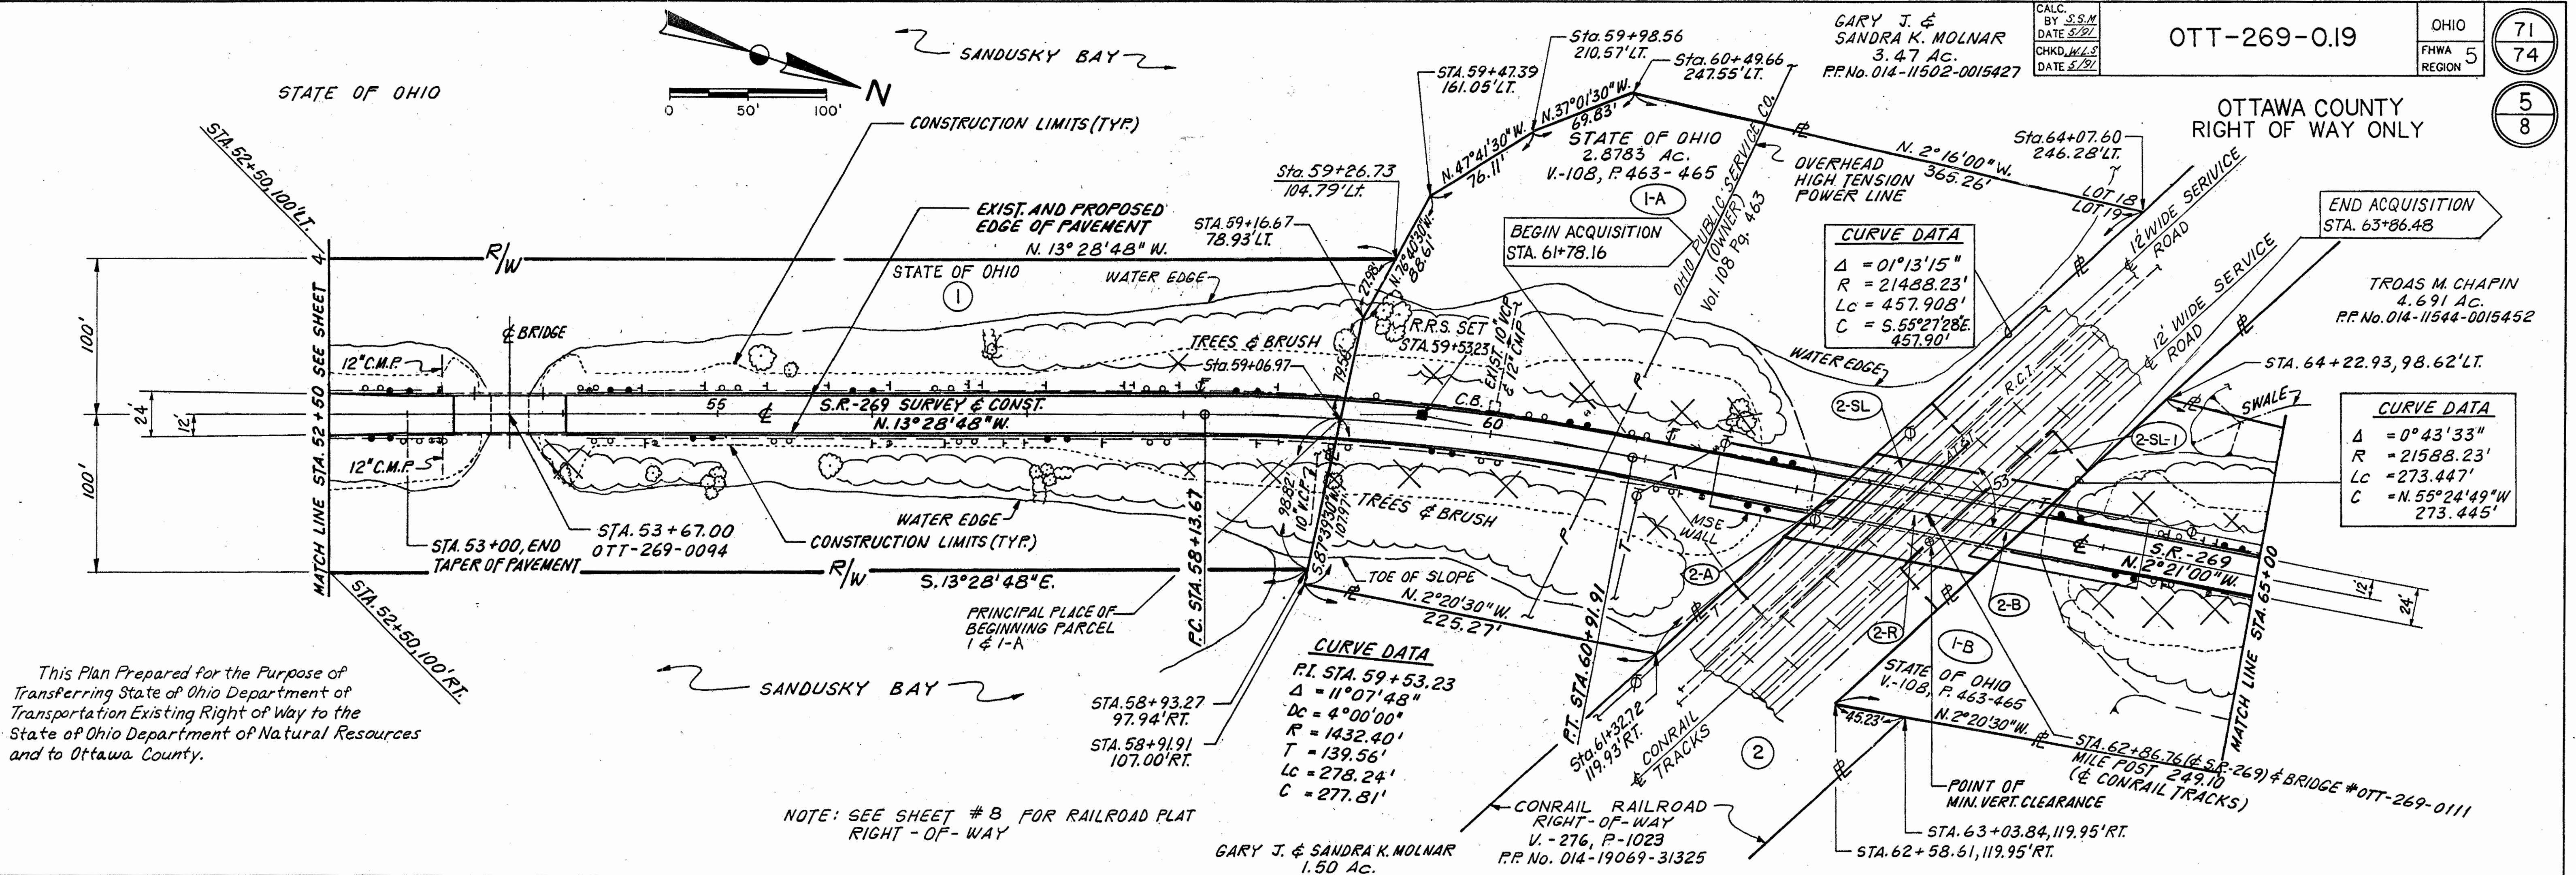 CALC.
BY S.S.M
DATE 5/91
CHKD. W.L.S
DATE 5/91
OTT-269-0.19
OHIO
FHWA
REGION 5
71
74
5
8
OTTAWA COUNTY
RIGHT OF WAY ONLY
STATE OF OHIO
SANDUSKY BAY
N
0 50' 100'
CONSTRUCTION LIMITS (TYP.)
GARY J. &
SANDRA K. MOLNAR
3.47 Ac.
P.P. No. 014-11502-0015427
Sta. 59+98.56
210.57' LT.
Sta. 60+49.66
247.55' LT.
STA. 59+47.39
161.05' LT.
N. 37°01'30" W.
69.83'
N. 47°41'30" W.
76.11'
STATE OF OHIO
2.8783 Ac.
V.-108, P. 463-465
1-A
OHIO PUBLIC SERVICE CO.
(OWNER)
Vol. 108 Pg. 463
OVERHEAD
HIGH TENSION
POWER LINE
N. 2°16'00" W.
365.26'
Sta. 64+07.60
246.28' LT.
LOT 18
LOT 19
12' WIDE SERIVICE
℄ ROAD
END ACQUISITION
STA. 63+86.48
STA. 52+50, 100' LT.
Sta. 59+26.73
104.79' Lt.
EXIST. AND PROPOSED
EDGE OF PAVEMENT
STA. 59+16.67
78.93' LT.
N. 13° 28' 48" W.
R/W
STATE OF OHIO
1
WATER EDGE
27.98'
N. 76°40'30" W.
88.61'
BEGIN ACQUISITION
STA. 61+78.16
CURVE DATA
Δ = 01°13'15"
R = 21488.23'
Lc = 457.908'
C = S. 55°27'28"E.
457.90'
12' WIDE SERVICE
℄ ROAD
TROAS M. CHAPIN
4.691 AC.
P.P. No. 014-11544-0015452
100'
MATCH LINE STA. 52+50 SEE SHEET 4
℄ BRIDGE
12" C.M.P.
TREES & BRUSH
Sta. 59+06.97
79.58'
R.R.S. SET
STA. 59+53.23
EXIST. 10" VCP
& 12" CMP
C.B.
WATER EDGE
R.C.T.
STA. 64+22.93, 98.62' LT.
SWALE
24'
12'
55
S.R.-269 SURVEY & CONST.
℄
N. 13° 28' 48" W.
60
P
T
2-SL
2-SL-1
53
CURVE DATA
Δ = 0° 43'33"
R = 21588.23'
Lc = 273.447'
C = N. 55°24'49"W
273.445'
100'
12" C.M.P.
98.82'
10" V.C.P.
107.97'
TREES & BRUSH
MSE
WALL
WATER EDGE
CONSTRUCTION LIMITS (TYP.)
STA. 53+67.00
OTT-269-0094
STA. 53+00, END
TAPER OF PAVEMENT
R/W
S. 13°28'48" E.
PRINCIPAL PLACE OF
BEGINNING PARCEL
1 & 1-A
P.C. STA. 58+13.67
TOE OF SLOPE
N. 2°20'30" W.
225.27'
P.T. STA. 60+91.91
2-A
2-R
2-B
1-B
℄
S.R.-269
N. 2°21'00" W.
12'
24'
MATCH LINE STA. 65+00
STA. 52+50, 100' RT.
This Plan Prepared for the Purpose of
Transferring State of Ohio Department of
Transportation Existing Right of Way to the
State of Ohio Department of Natural Resources
and to Ottawa County.
SANDUSKY BAY
STA. 58+93.27
97.94' RT.
STA. 58+91.91
107.00' RT.
CURVE DATA
P.I. STA. 59+53.23
Δ = 11°07'48"
Dc = 4°00'00"
R = 1432.40'
T = 139.56'
Lc = 278.24'
C = 277.81'
Sta. 61+32.72
119.93' RT.
℄ CONRAIL
TRACKS
2
STATE OF OHIO
V.-108, P. 463-465
45.23'
N. 2°20'30" W.
STA. 62+86.76 (℄ S.R.-269) & BRIDGE #OTT-269-0111
MILE POST 249.10
(℄ CONRAIL TRACKS)
POINT OF
MIN. VERT. CLEARANCE
STA. 63+03.84, 119.95' RT.
STA. 62+58.61, 119.95' RT.
NOTE: SEE SHEET #8 FOR RAILROAD PLAT
RIGHT-OF-WAY
CONRAIL RAILROAD
RIGHT-OF-WAY
V.-276, P-1023
P.P. No. 014-19069-31325
GARY J. & SANDRA K. MOLNAR
1.50 Ac.